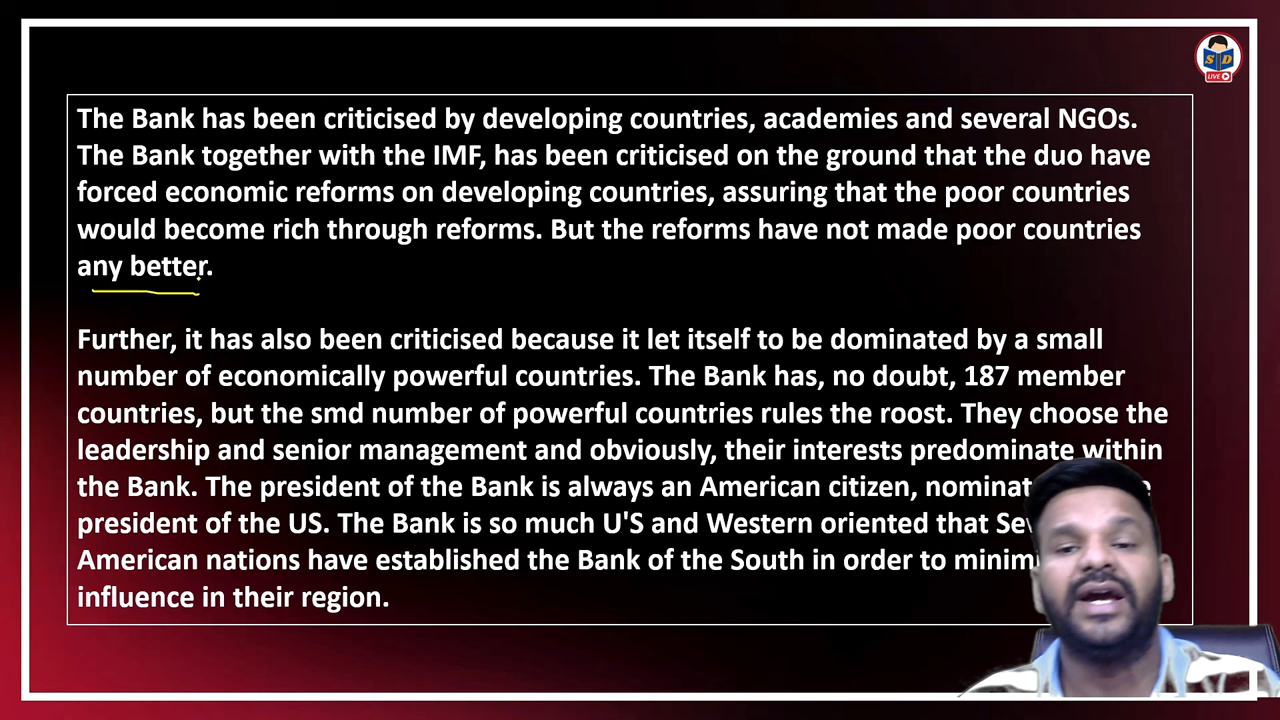 S D
LIVE
The Bank has been criticised by developing countries, academies and several NGOs.
The Bank together with the IMF, has been criticised on the ground that the duo have
forced economic reforms on developing countries, assuring that the poor countries
would become rich through reforms. But the reforms have not made poor countries
any better.
Further, it has also been criticised because it let itself to be dominated by a small
number of economically powerful countries. The Bank has, no doubt, 187 member
countries, but the smd number of powerful countries rules the roost. They choose the
leadership and senior management and obviously, their interests predominate within
the Bank. The president of the Bank is always an American citizen,
president of the US. The Bank is so much U'S and Western oriented that
American nations have established the Bank of the South in order to
influence in their region.